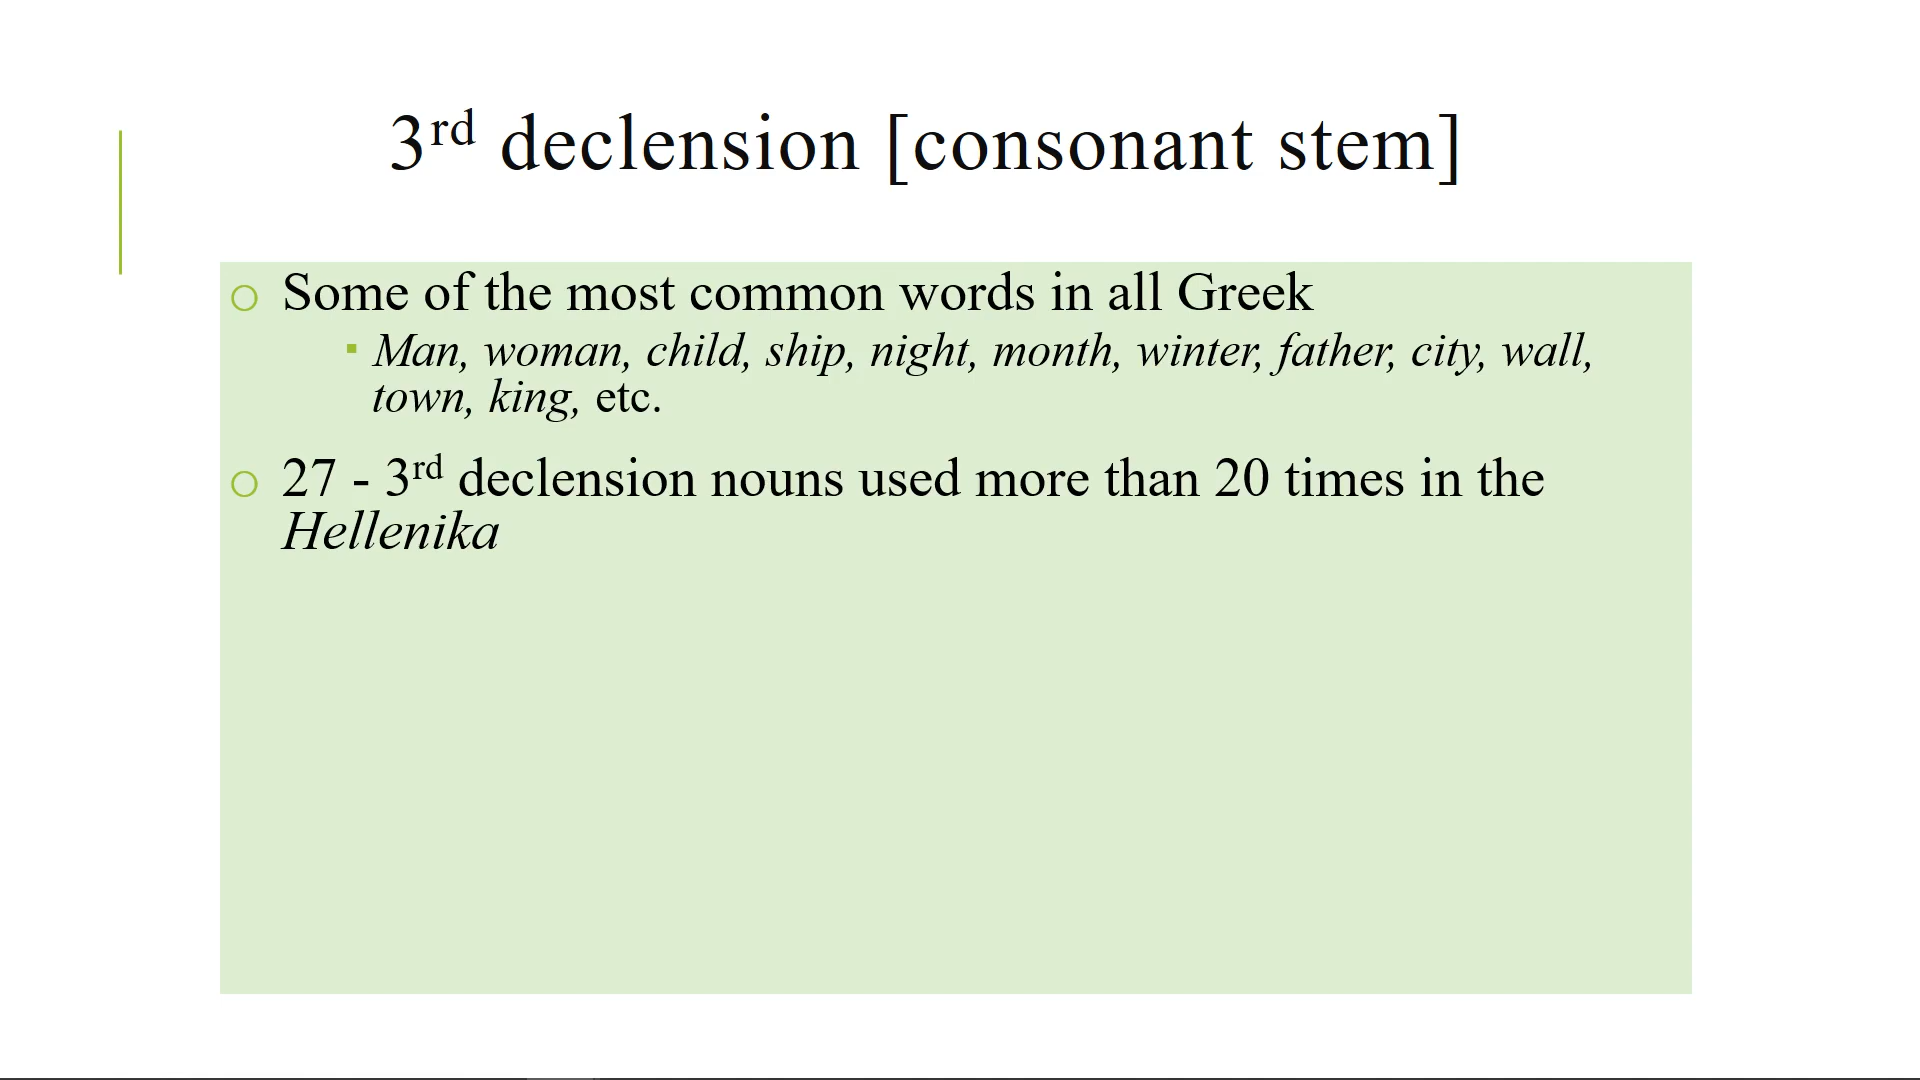 3rd declension [consonant stem]
Some of the most common words in all Greek
Man, woman, child, ship, night, month, winter, father, city, wall,
town, king, etc.
27 - 3rd declension nouns used more than 20 times in the
Hellenika